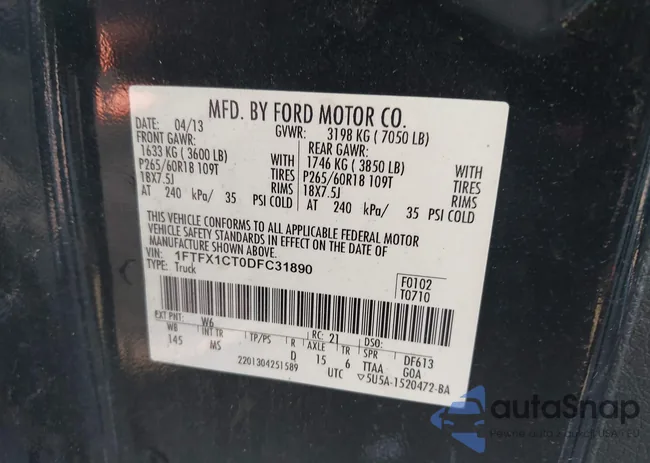 MFD. BY FORD MOTOR CO.
DATE: 04/13 GVWR: 3198 KG ( 7050 LB)
FRONT GAWR: REAR GAWR:
1633 KG ( 3600 LB) WITH 1746 KG ( 3850 LB) WITH
P265/60R18 109T TIRES P265/60R18 109T TIRES
18X7.5J RIMS 18X7.5J RIMS
AT 240 kPa/ 35 PSI COLD AT 240 kPa/ 35 PSI COLD
THIS VEHICLE CONFORMS TO ALL APPLICABLE FEDERAL MOTOR
VEHICLE SAFETY STANDARDS IN EFFECT ON THE DATE OF
MANUFACTURE SHOWN ABOVE.
VIN: 1FTFX1CT0DFC31890
TYPE: Truck
F0102
T0710
EXT PNT: W6 RC: 21 DSO:
WB INT TR TP/PS R AXLE TR SPR DF613
145 MS D 15 6 TTAA GOA
2201304251589 UTC ▽5U5A-1520472-BA
autoSnap